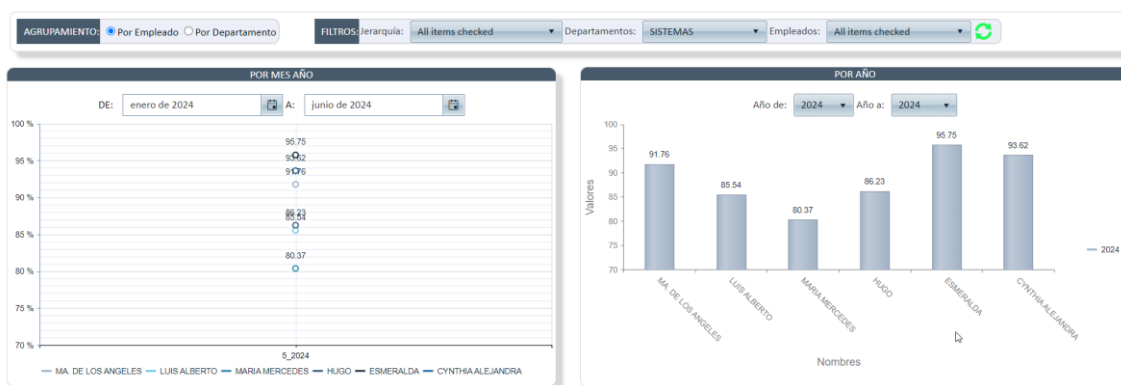 AGRUPAMIENTO: Por Empleado Por Departamento FILTROS: Jerarquía: All items checked Departamentos: SISTEMAS Empleados: All items checked
POR MES AÑO
DE: enero de 2024 A: junio de 2024
100 %
95 %
90 %
85 %
80 %
75 %
70 %
95.75
93.62
91.76
86.23
85.54
80.37
5_2024
MA. DE LOS ANGELES LUIS ALBERTO MARIA MERCEDES HUGO ESMERALDA CYNTHIA ALEJANDRA
POR AÑO
Año de: 2024 Año a: 2024
Valores
100
95
90
85
80
75
70
91.76
85.54
80.37
86.23
95.75
93.62
MA. DE LOS ANGELES
LUIS ALBERTO
MARIA MERCEDES
HUGO
ESMERALDA
CYNTHIA ALEJANDRA
Nombres
2024